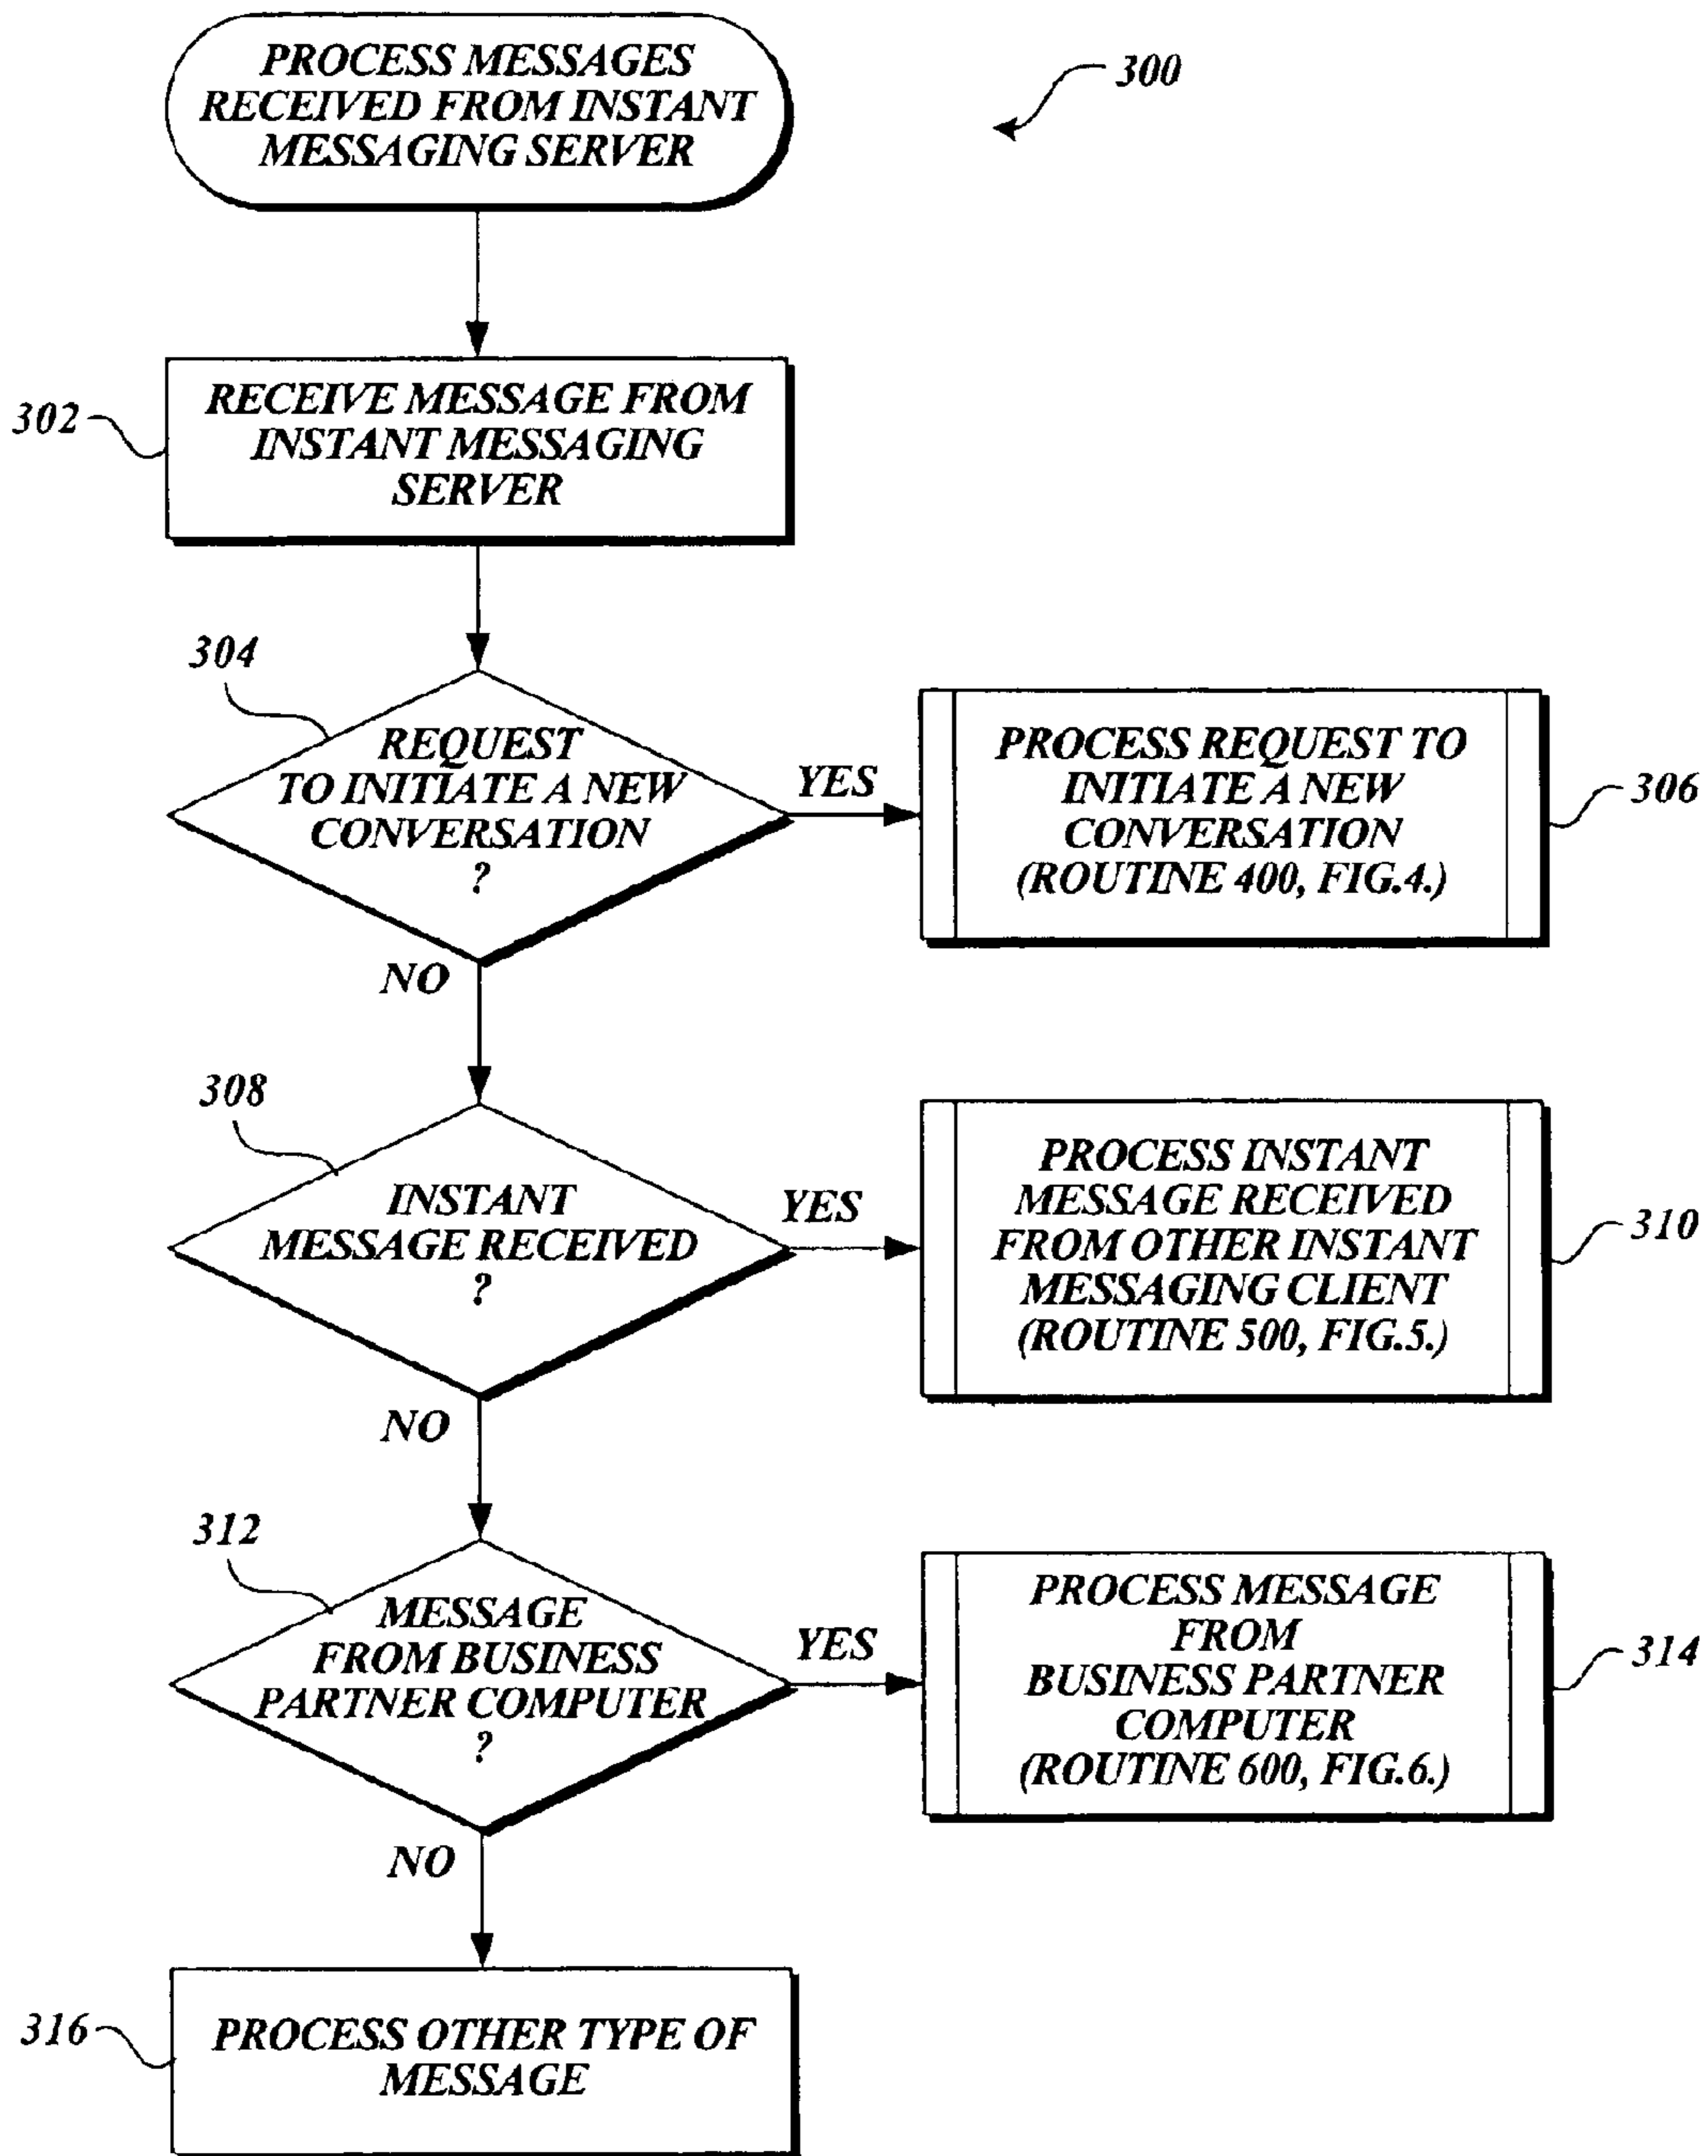 PROCESS MESSAGES
RECEIVED FROM INSTANT
MESSAGING SERVER
300
302
RECEIVE MESSAGE FROM
INSTANT MESSAGING
SERVER
304
REQUEST
TO INITIATE A NEW
CONVERSATION
?
YES
PROCESS REQUEST TO
INITIATE A NEW
CONVERSATION
(ROUTINE 400, FIG.4.)
306
NO
308
INSTANT
MESSAGE RECEIVED
?
YES
PROCESS INSTANT
MESSAGE RECEIVED
FROM OTHER INSTANT
MESSAGING CLIENT
(ROUTINE 500, FIG.5.)
310
NO
312
MESSAGE
FROM BUSINESS
PARTNER COMPUTER
?
YES
PROCESS MESSAGE
FROM
BUSINESS PARTNER
COMPUTER
(ROUTINE 600, FIG.6.)
314
NO
316
PROCESS OTHER TYPE OF
MESSAGE